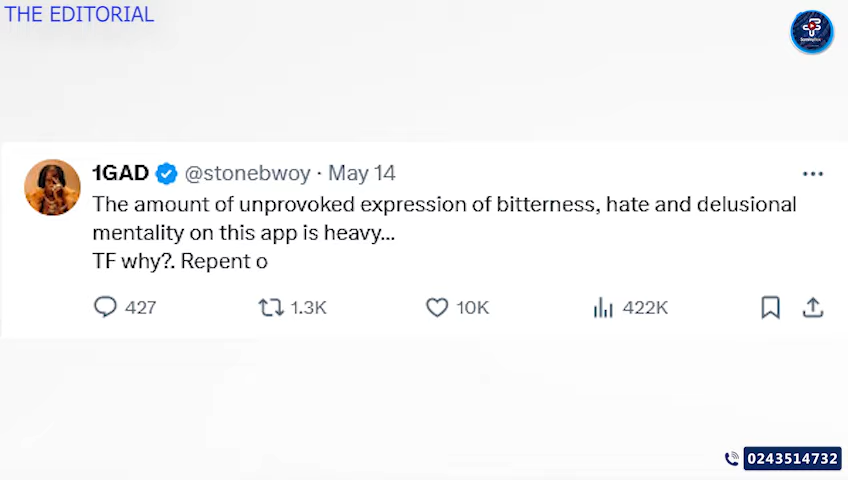 THE EDITORIAL
1GAD @stonebwoy · May 14 ...
The amount of unprovoked expression of bitterness, hate and delusional
mentality on this app is heavy...
TF why?. Repent o
427 1.3K 10K 422K
0243514732